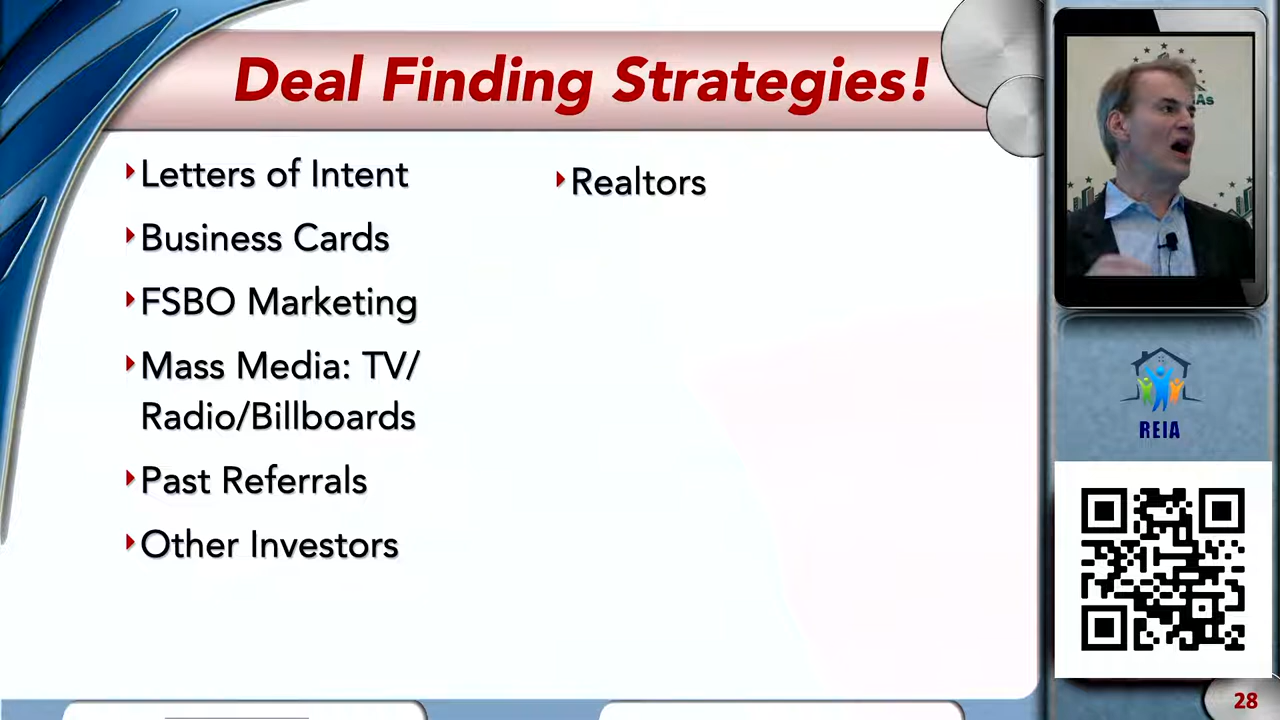 Deal Finding Strategies!
Letters of Intent
Business Cards
FSBO Marketing
Mass Media: TV/
Radio/Billboards
Past Referrals
Other Investors
Realtors
As
REIA
28